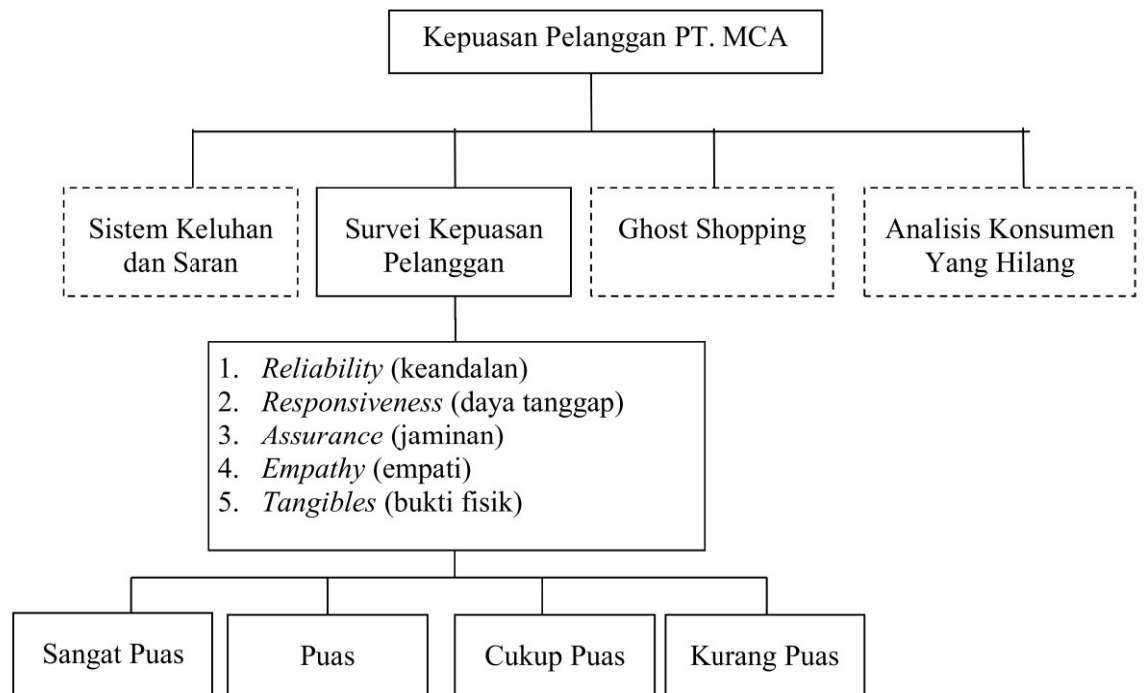 Kepuasan Pelanggan PT. MCA
Sistem Keluhan
dan Saran
Survei Kepuasan
Pelanggan
Ghost Shopping
Analisis Konsumen
Yang Hilang
1. Reliability (keandalan)
2. Responsiveness (daya tanggap)
3. Assurance (jaminan)
4. Empathy (empati)
5. Tangibles (bukti fisik)
Sangat Puas
Puas
Cukup Puas
Kurang Puas